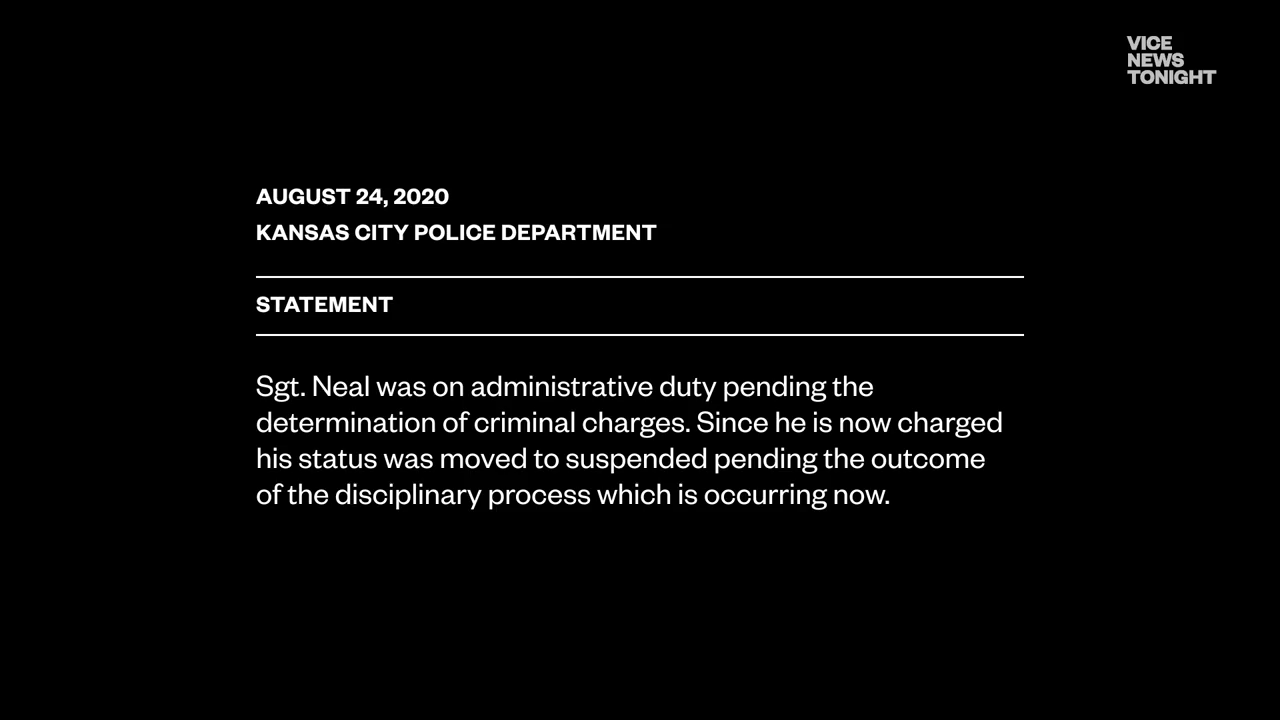 VICE
NEWS
TONIGHT
AUGUST 24, 2020
KANSAS CITY POLICE DEPARTMENT
STATEMENT
Sgt. Neal was on administrative duty pending the
determination of criminal charges. Since he is now charged
his status was moved to suspended pending the outcome
of the disciplinary process which is occurring now.